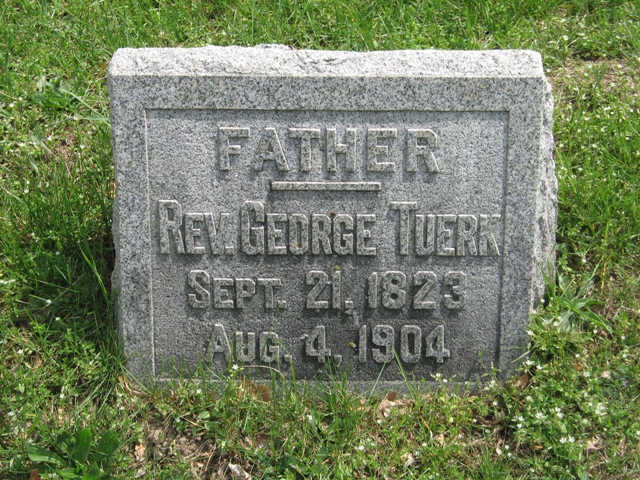 FATHER
REV. GEORGE TUERK
SEPT. 21, 1823
AUG. 4, 1904